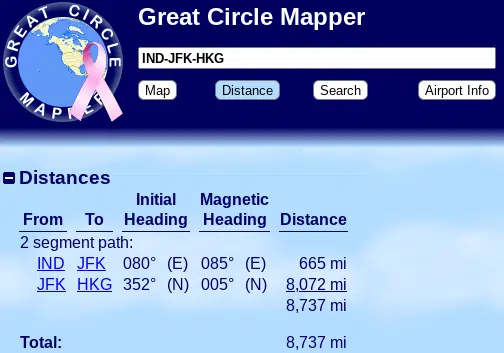 GREAT CIRCLE MAPPER
Great Circle Mapper
IND-JFK-HKG
Map Distance Search Airport Info
Distances
Initial Magnetic
From To Heading Heading Distance
2 segment path:
IND JFK 080° (E) 085° (E) 665 mi
JFK HKG 352° (N) 005° (N) 8,072 mi
8,737 mi
Total: 8,737 mi